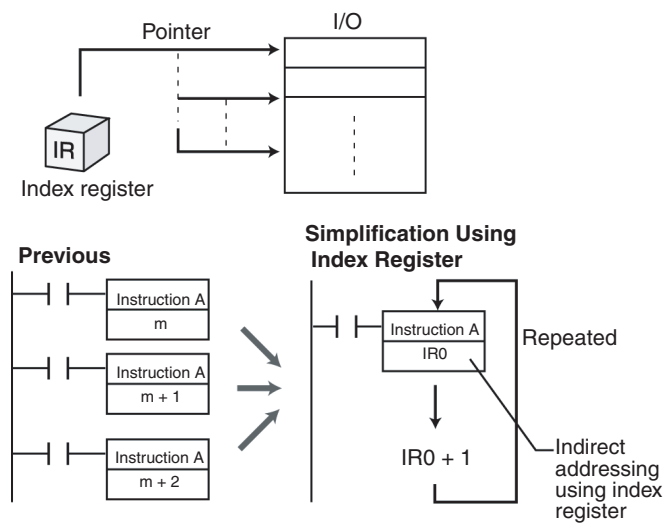 Pointer
I/O
IR
Index register
Previous
Instruction A
m
Instruction A
m + 1
Instruction A
m + 2
Simplification Using
Index Register
Instruction A
IR0
Repeated
IR0 + 1
Indirect
addressing
using index
register